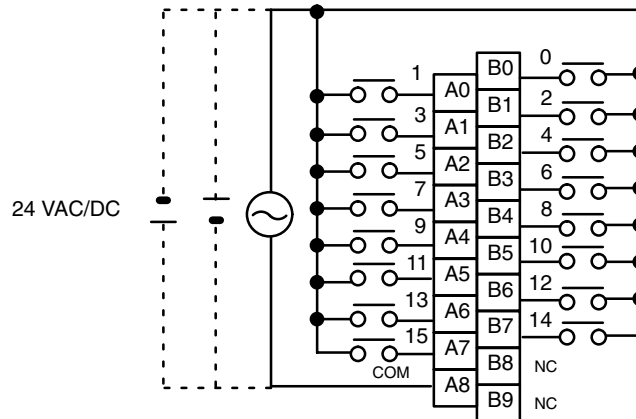 24 VAC/DC
1 A0 B0 0
3 A1 B1 2
5 A2 B2 4
7 A3 B3 6
9 A4 B4 8
11 A5 B5 10
13 A6 B6 12
15 A7 B7 14
COM A8 B8 NC
B9 NC